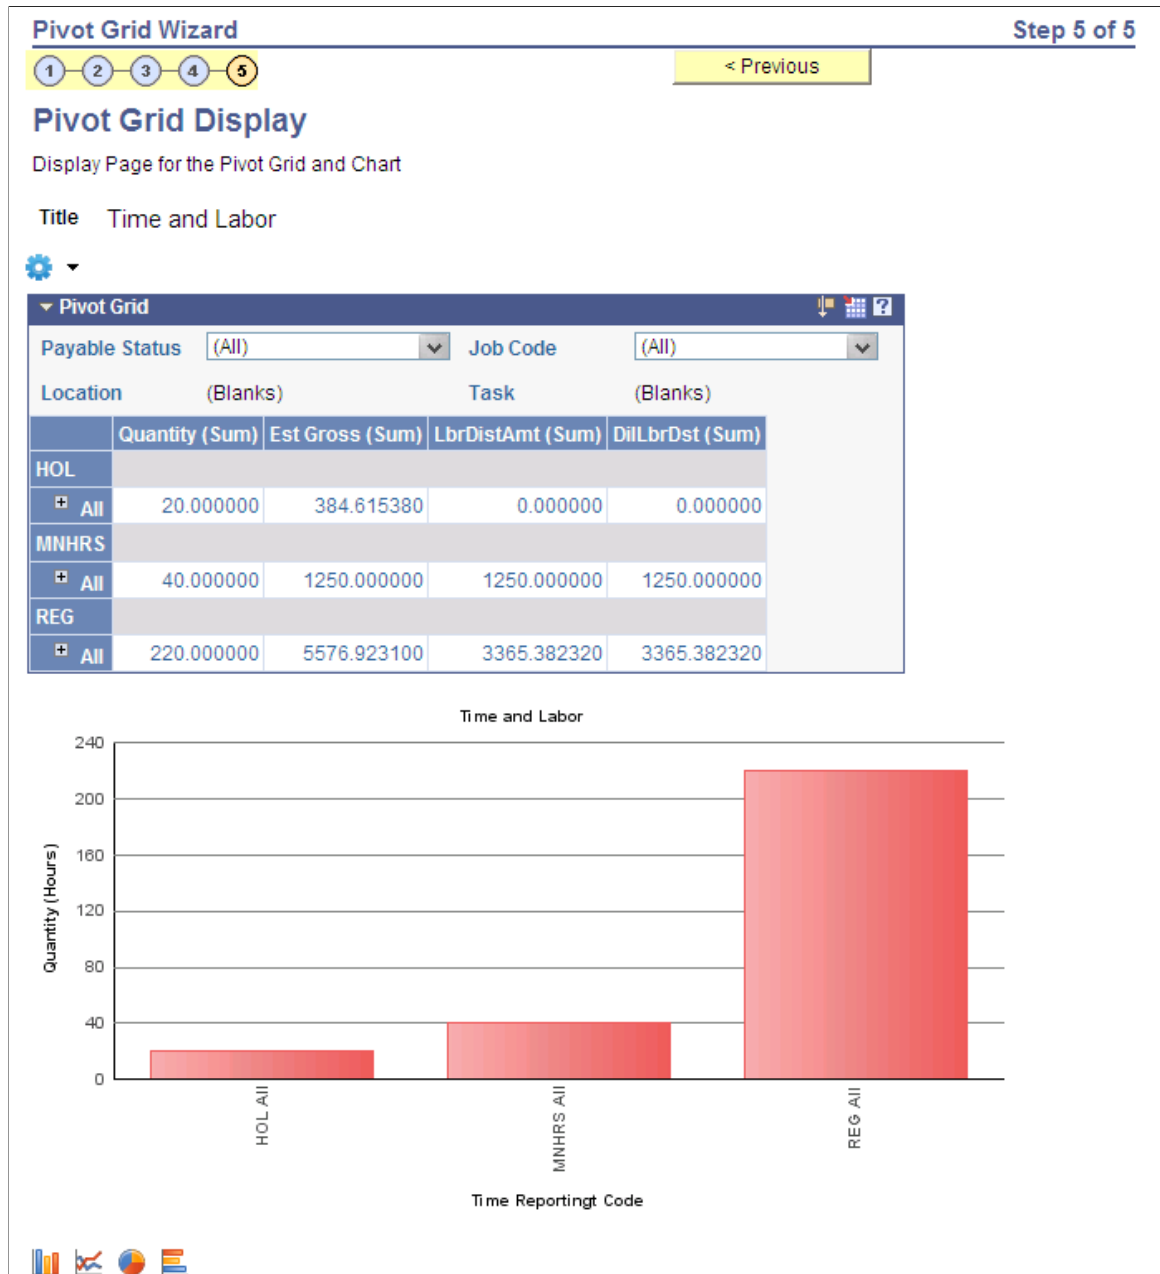 Pivot Grid Wizard Step 5 of 5
1 2 3 4 5 < Previous
Pivot Grid Display
Display Page for the Pivot Grid and Chart
Title Time and Labor
Pivot Grid
Payable Status (All) Job Code (All)
Location (Blanks) Task (Blanks)
Quantity (Sum) Est Gross (Sum) LbrDistAmt (Sum) DilLbrDst (Sum)
HOL
All 20.000000 384.615380 0.000000 0.000000
MNHRS
All 40.000000 1250.000000 1250.000000 1250.000000
REG
All 220.000000 5576.923100 3365.382320 3365.382320
Time and Labor
240
200
160
120
80
40
0
Quantity (Hours)
HOL All
MNHRS All
REG All
Time Reportingt Code